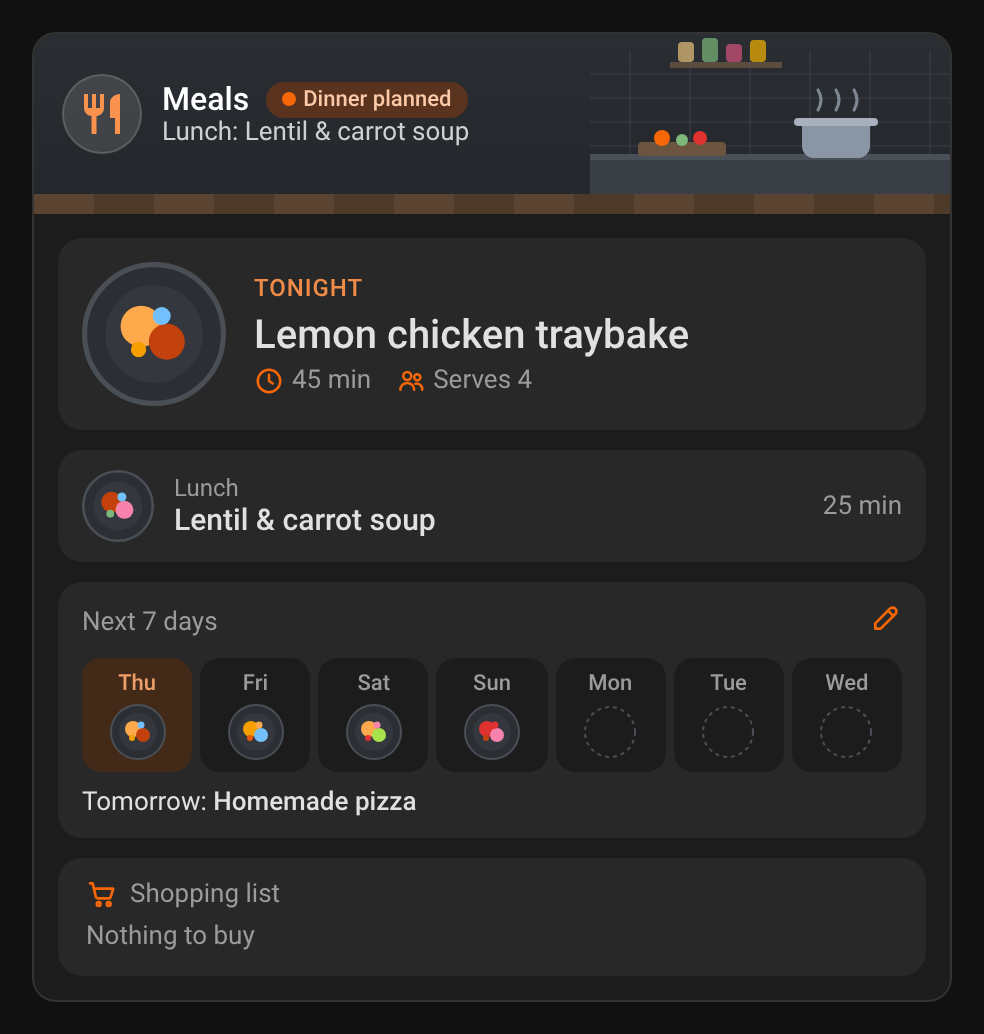 Meals
Dinner planned
Lunch: Lentil & carrot soup
TONIGHT
Lemon chicken traybake
45 min
Serves 4
Lunch
Lentil & carrot soup
25 min
Next 7 days
Thu Fri Sat Sun Mon Tue Wed
Tomorrow: Homemade pizza
Shopping list
Nothing to buy